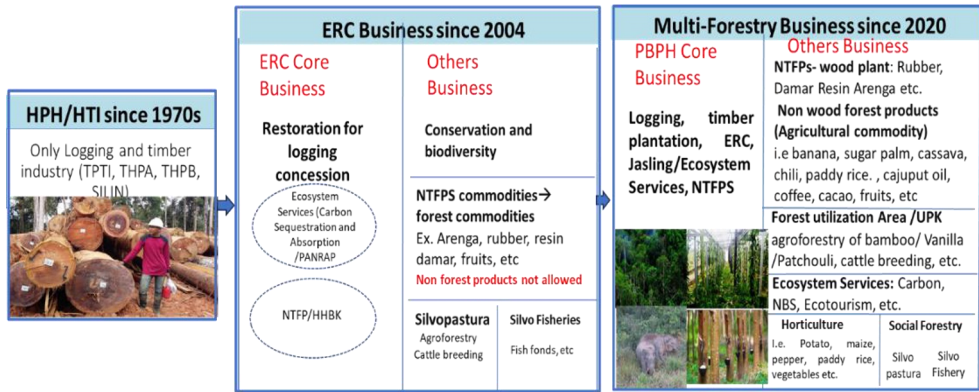 HPH/HTI since 1970s
Only Logging and timber
industry (TPTI, THPA, THPB,
SILIN)
ERC Business since 2004
ERC Core
Business
Restoration for
logging
concession
Ecosystem
Services (Carbon
Sequestration and
Absorption
/PANRAP
NTFP/HHBK
Others
Business
Conservation and
biodiversity
NTFPS commodities→
forest commodities
Ex. Arenga, rubber, resin
damar, fruits, etc
Non forest products not allowed
Silvopastura
Agroforestry
Cattle breeding
Silvo Fisheries
Fish fonds, etc
Multi-Forestry Business since 2020
PBPH Core
Business
Logging, timber
plantation, ERC,
Jasling/Ecosystem
Services, NTFPS
Others Business
NTFPs- wood plant: Rubber,
Damar Resin Arenga etc.
Non wood forest products
(Agricultural commodity)
i.e banana, sugar palm, cassava,
chili, paddy rice. , cajuput oil,
coffee, cacao, fruits, etc
Forest utilization Area /UPK
agroforestry of bamboo/ Vanilla
/Patchouli, cattle breeding, etc.
Ecosystem Services: Carbon,
NBS, Ecotourism, etc.
Horticulture
I.e. Potato, maize,
pepper, paddy rice,
vegetables etc.
Social Forestry
Silvo
pastura
Silvo
Fishery